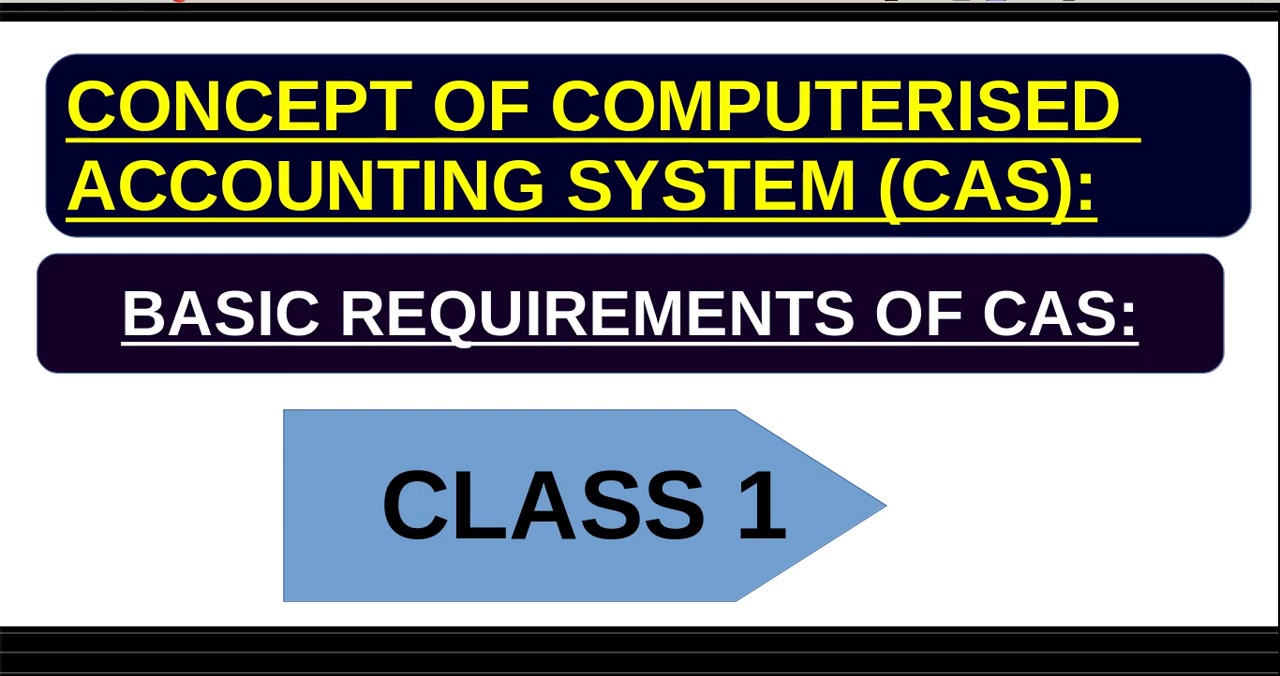 CONCEPT OF COMPUTERISED
ACCOUNTING SYSTEM (CAS):
BASIC REQUIREMENTS OF CAS:
CLASS 1